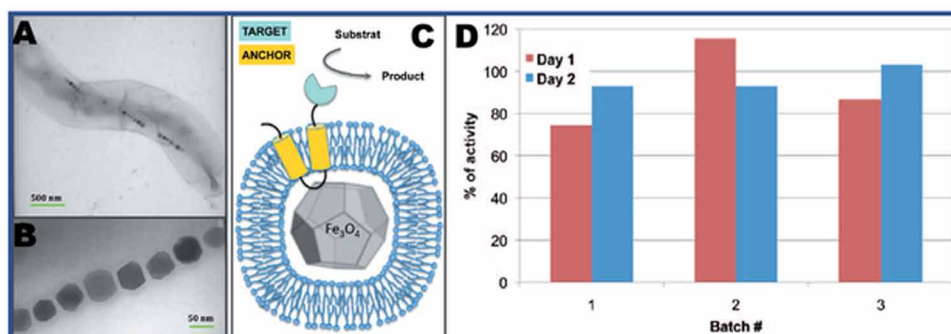 A
500 nm
B
50 nm
C
TARGET
ANCHOR
Substrat
Product
Fe₃O₄
D
% of activity
120
100
80
60
40
20
0
Day 1
Day 2
1 2 3
Batch #